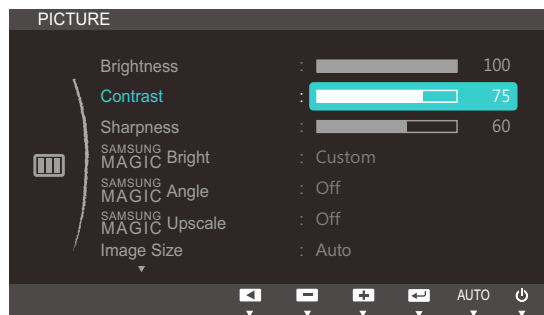 PICTURE
Brightness : 100
Contrast : 75
Sharpness : 60
SAMSUNG MAGIC Bright : Custom
SAMSUNG MAGIC Angle : Off
SAMSUNG MAGIC Upscale : Off
Image Size : Auto
AUTO